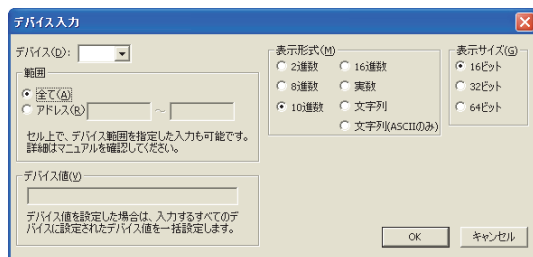 デバイス入力
デバイス(D):
範囲
全て(A)
アドレス(R) ～
セル上で、デバイス範囲を指定した入力も可能です。
詳細はマニュアルを確認してください。
デバイス値(V)
デバイス値を設定した場合は、入力するすべてのデ
バイスに設定されたデバイス値を一括設定します。
表示形式(M)
2進数 16進数
8進数 実数
10進数 文字列
文字列(ASCIIのみ)
表示サイズ(G)
16ビット
32ビット
64ビット
OK キャンセル